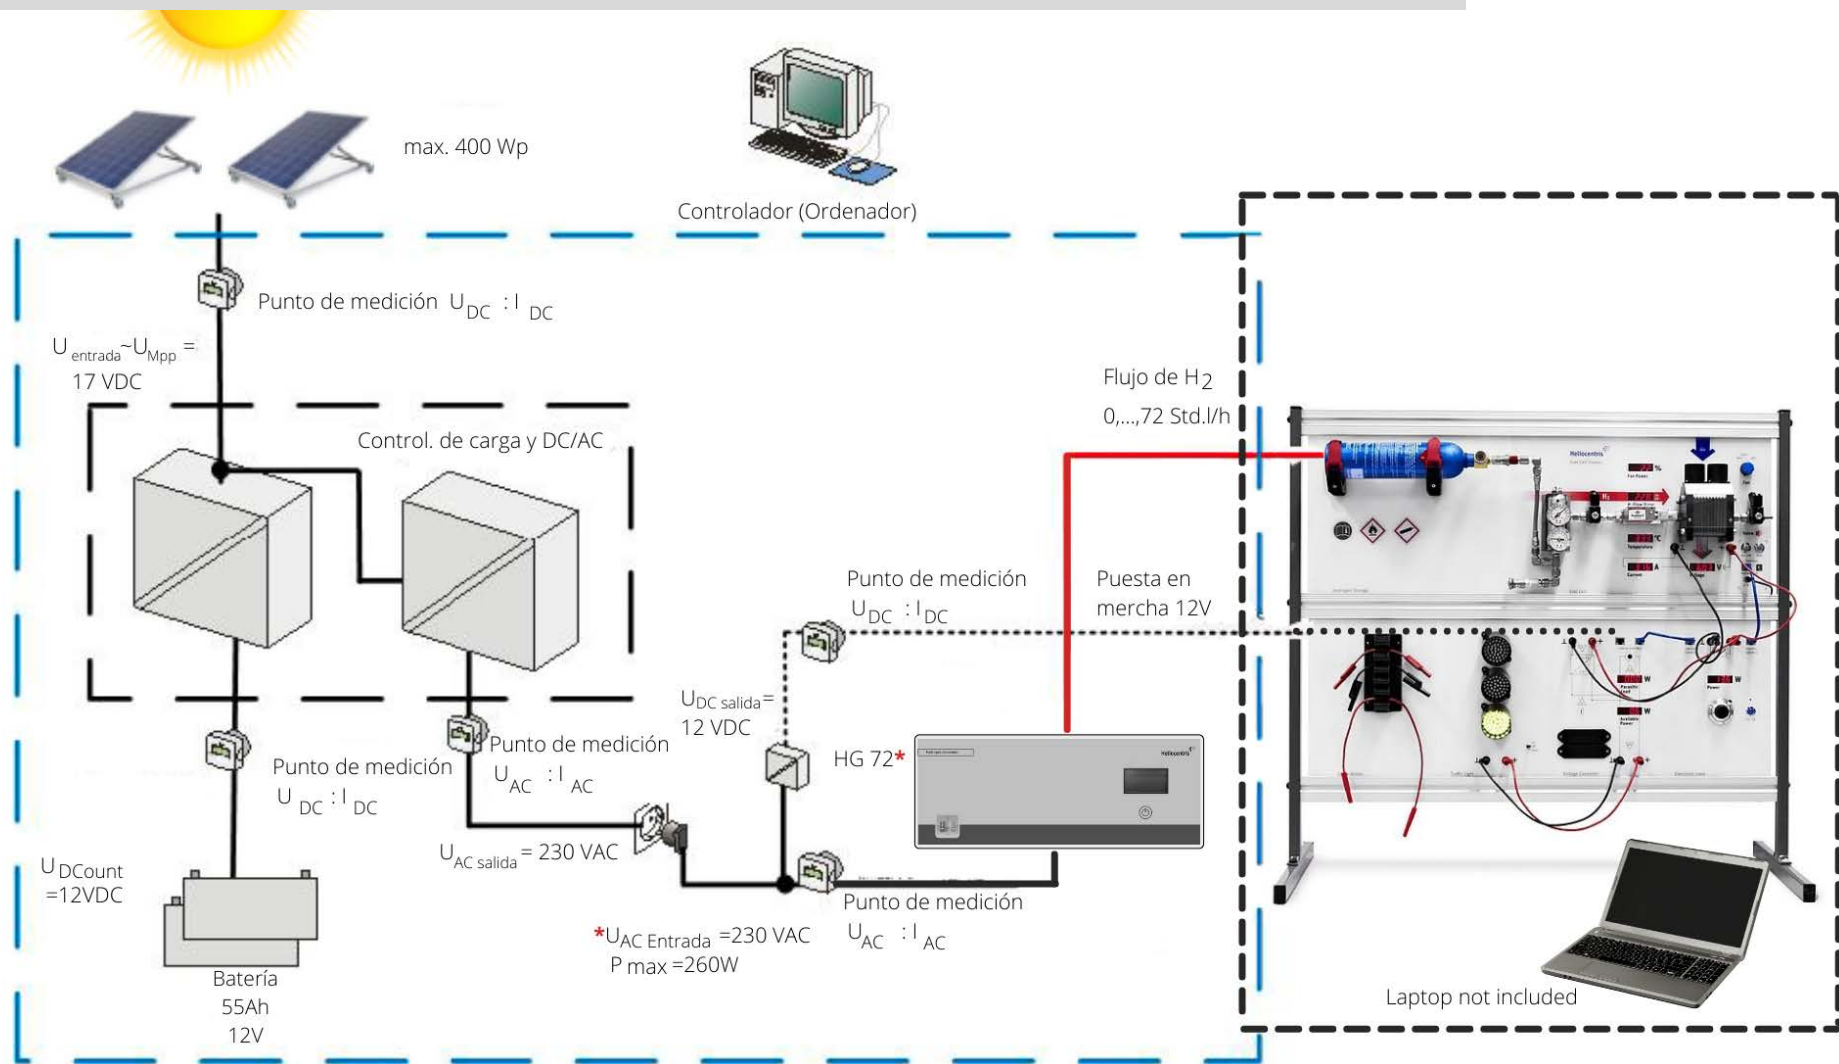 max. 400 Wp
Controlador (Ordenador)
Punto de medición U DC : I DC
U entrada~U Mpp =
17 VDC
Control. de carga y DC/AC
Flujo de H2
0,...,72 Std.l/h
Heliocentris
Punto de medición
U DC : I DC
Puesta en
mercha 12V
U DC salida =
12 VDC
Punto de medición
U AC : I AC
HG 72*
Heliocentris
Punto de medición
U DC : I DC
U AC salida = 230 VAC
U DCount
=12VDC
Punto de medición
U AC : I AC
*U AC Entrada =230 VAC
P max =260W
Batería
55Ah
12V
Laptop not included